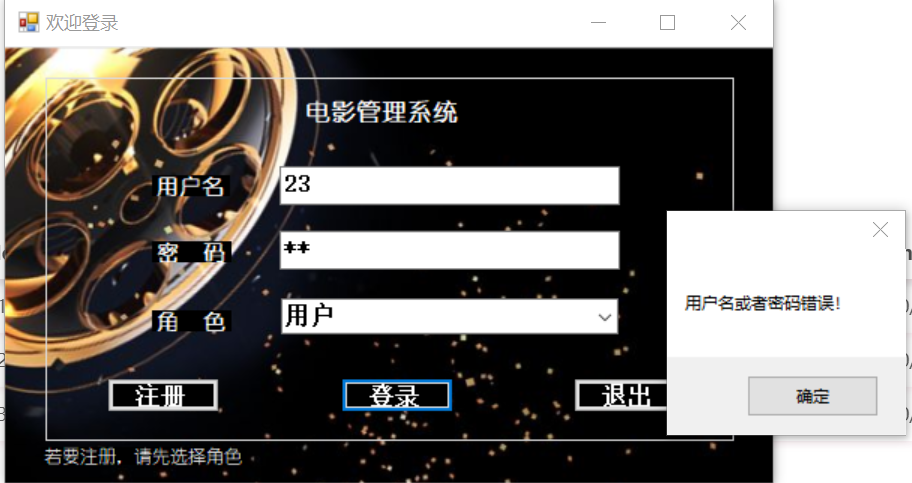 欢迎登录
电影管理系统
用户名 23
密 码 **
角 色 用户
注册 登录 退出
若要注册，请先选择角色
用户名或者密码错误!
确定